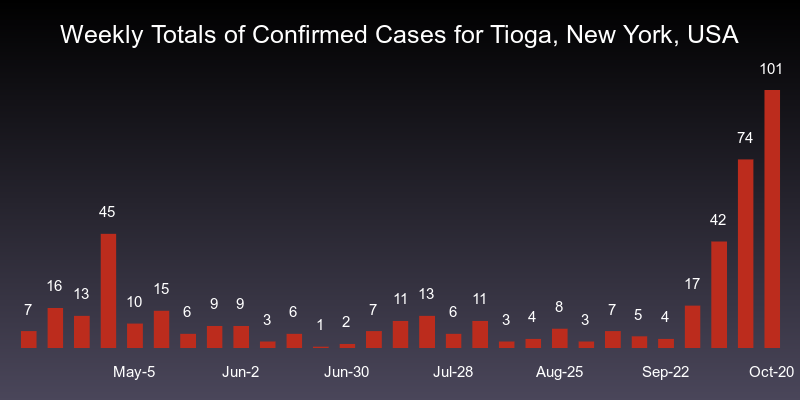 Weekly Totals of Confirmed Cases for Tioga, New York, USA
7 16 13 45 10 15 6 9 9 3 6 1 2 7 11 13 6 11 3 4 8 3 7 5 4 17 42 74 101
May-5 Jun-2 Jun-30 Jul-28 Aug-25 Sep-22 Oct-20